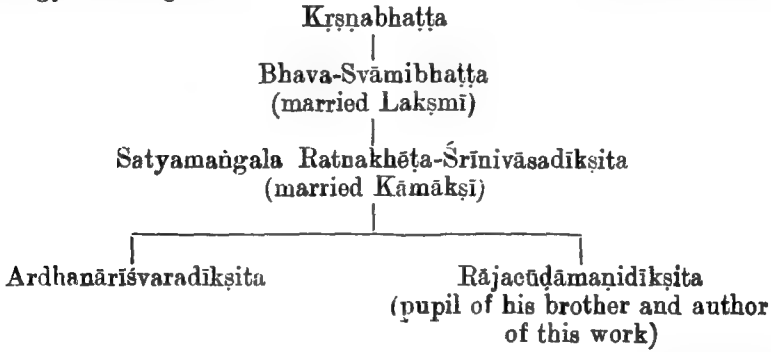 Kṛṣṇabhaṭṭa
Bhava-Svāmibhaṭṭa
(married Lakṣmī)
Satyamaṅgala Ratnakhēṭa-Śrīnivāsadīkṣita
(married Kāmākṣī)
Ardhanārīśvaradīkṣita Rājacūḍāmaṇidīkṣita
(pupil of his brother and author
of this work)